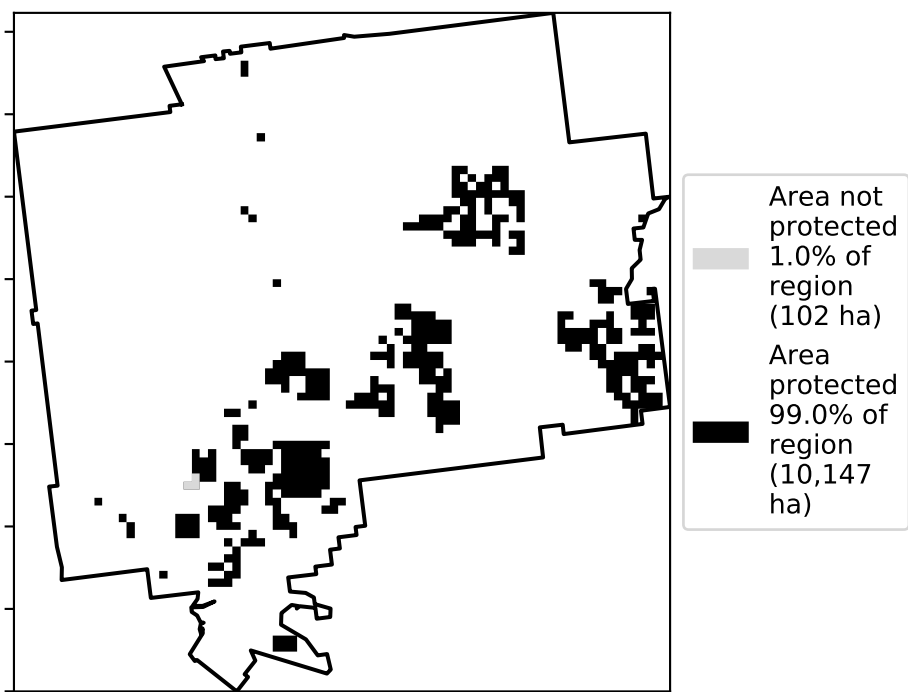 Area not
protected
1.0% of
region
(102 ha)
Area
protected
99.0% of
region
(10,147
ha)